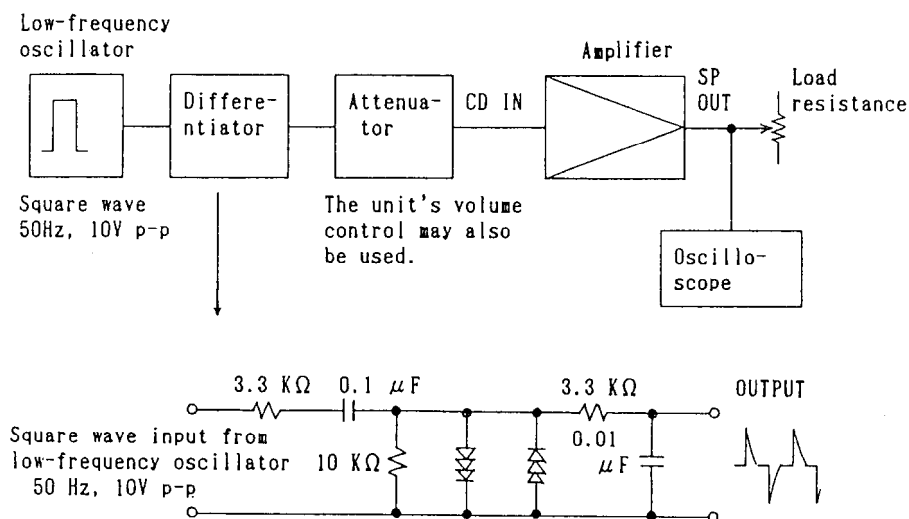 Low-frequency
oscillator
Differe-
ntiator
Attenua-
tor
CD IN
Amplifier
SP
OUT
Load
resistance
Square wave
50Hz, 10V p-p
The unit's volume
control may also
be used.
Oscillo-
scope
3.3 KΩ
0.1 μF
3.3 KΩ
OUTPUT
Square wave input from
low-frequency oscillator
50 Hz, 10V p-p
10 KΩ
0.01
μF